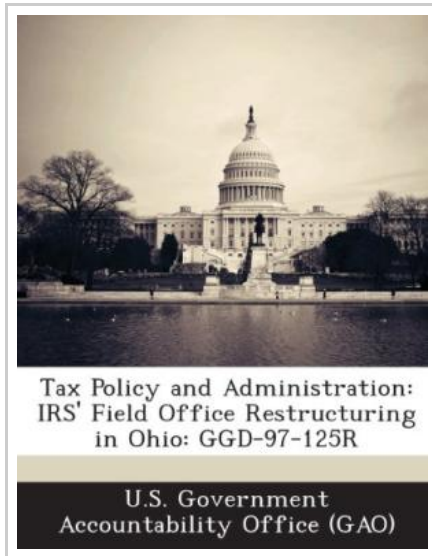 Tax Policy and Administration:
IRS' Field Office Restructuring
in Ohio: GGD-97-125R
U.S. Government
Accountability Office (GAO)